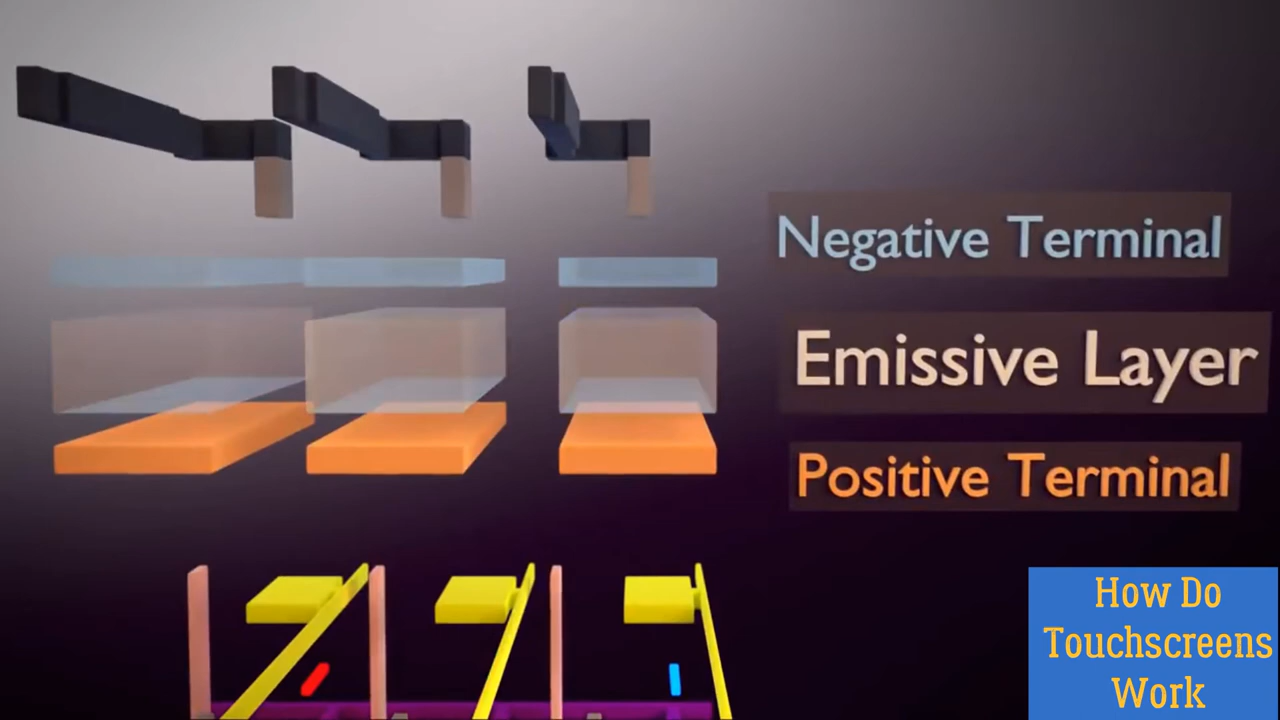 Negative Terminal
Emissive Layer
Positive Terminal
How Do
Touchscreens
Work